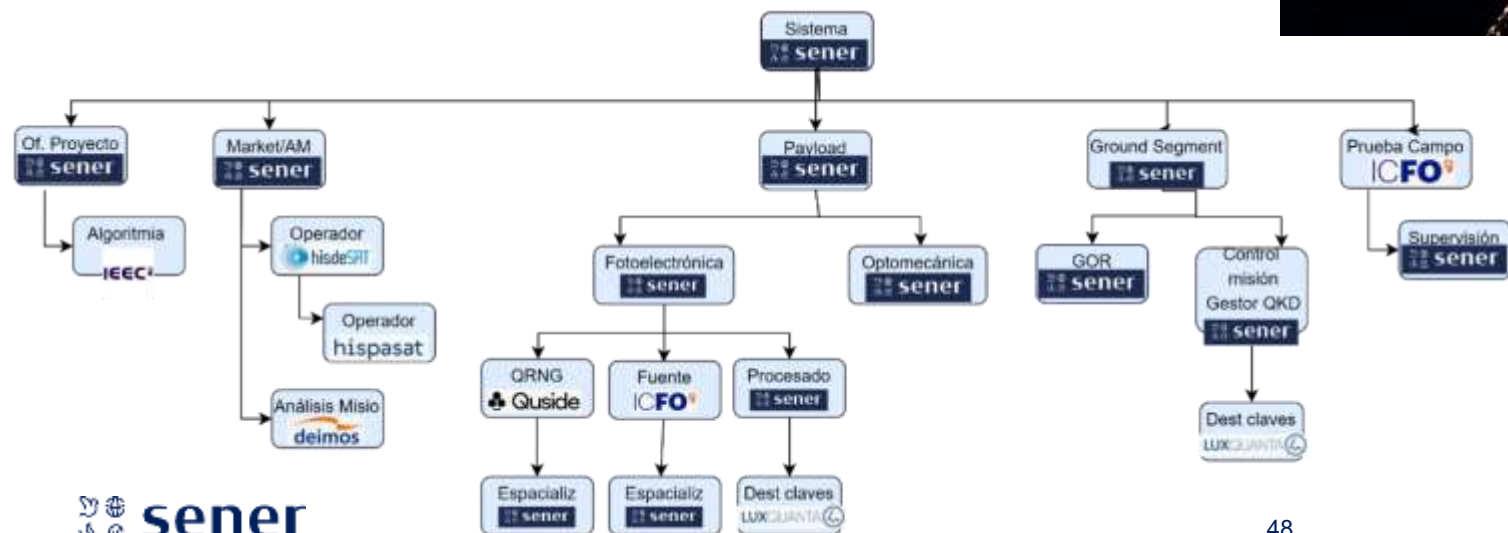 Sistema
sener
Of. Proyecto
sener
Market/AM
sener
Payload
sener
Ground Segment
sener
Prueba Campo
ICFO
Algoritmia
IEEC
Operador
hisdeSAT
Operador
hispasat
Análisis Misio
deimos
Fotoelectrónica
sener
Optomecánica
sener
GOR
sener
Control
misión
Gestor QKD
sener
Supervisión
sener
QRNG
Quside
Fuente
ICFO
Procesado
sener
Dest claves
LUXQUANTA
Espacializ
sener
Espacializ
sener
Dest claves
LUXQUANTA
sener
48